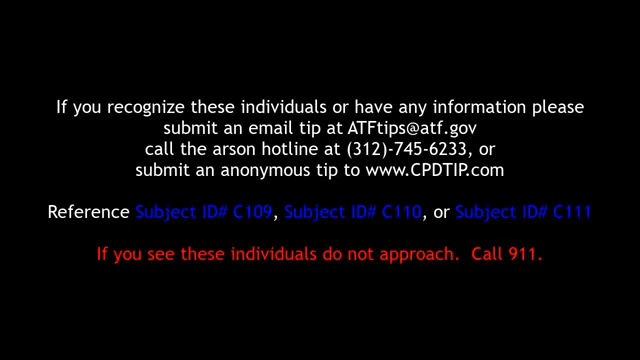 If you recognize these individuals or have any information please
submit an email tip at ATFtips@atf.gov
call the arson hotline at (312)-745-6233, or
submit an anonymous tip to www.CPDTIP.com
Reference Subject ID# C109, Subject ID# C110, or Subject ID# C111
If you see these individuals do not approach.  Call 911.